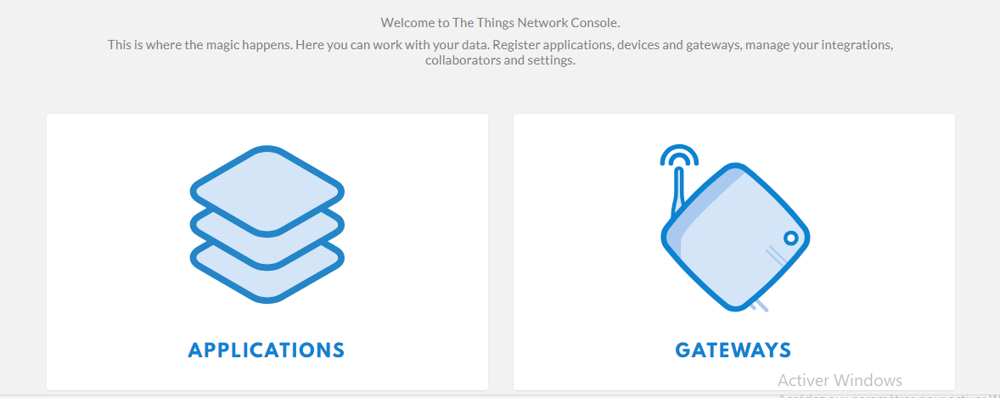 Welcome to The Things Network Console.
This is where the magic happens. Here you can work with your data. Register applications, devices and gateways, manage your integrations,
collaborators and settings.
APPLICATIONS
GATEWAYS
Activer Windows